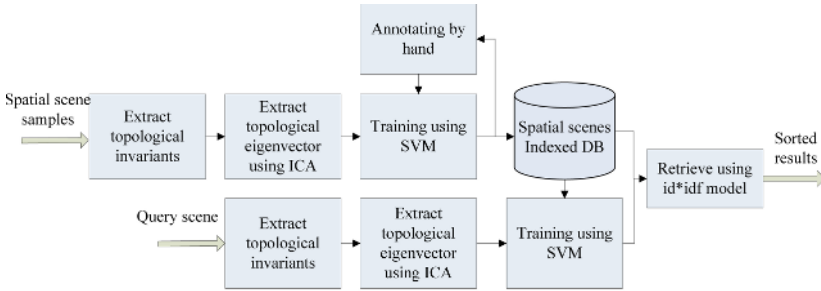 Annotating by
hand
Spatial scene
samples
Extract
topological
invariants
Extract
topological
eigenvector
using ICA
Training using
SVM
Spatial scenes
Indexed DB
Retrieve using
id*idf model
Sorted
results
Query scene
Extract
topological
invariants
Extract
topological
eigenvector
using ICA
Training using
SVM